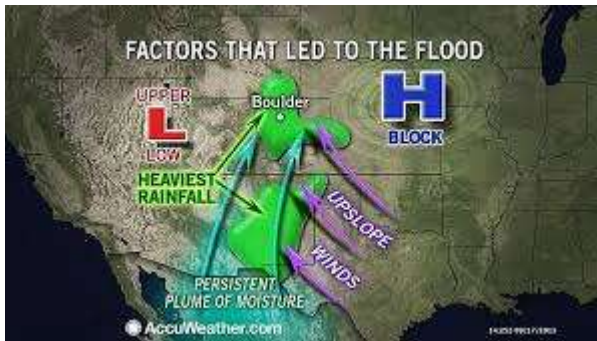 FACTORS THAT LED TO THE FLOOD
UPPER
L
LOW
Boulder
H
BLOCK
HEAVIEST
RAINFALL
UPSLOPE
WINDS
PERSISTENT
PLUME OF MOISTURE
AccuWeather.com